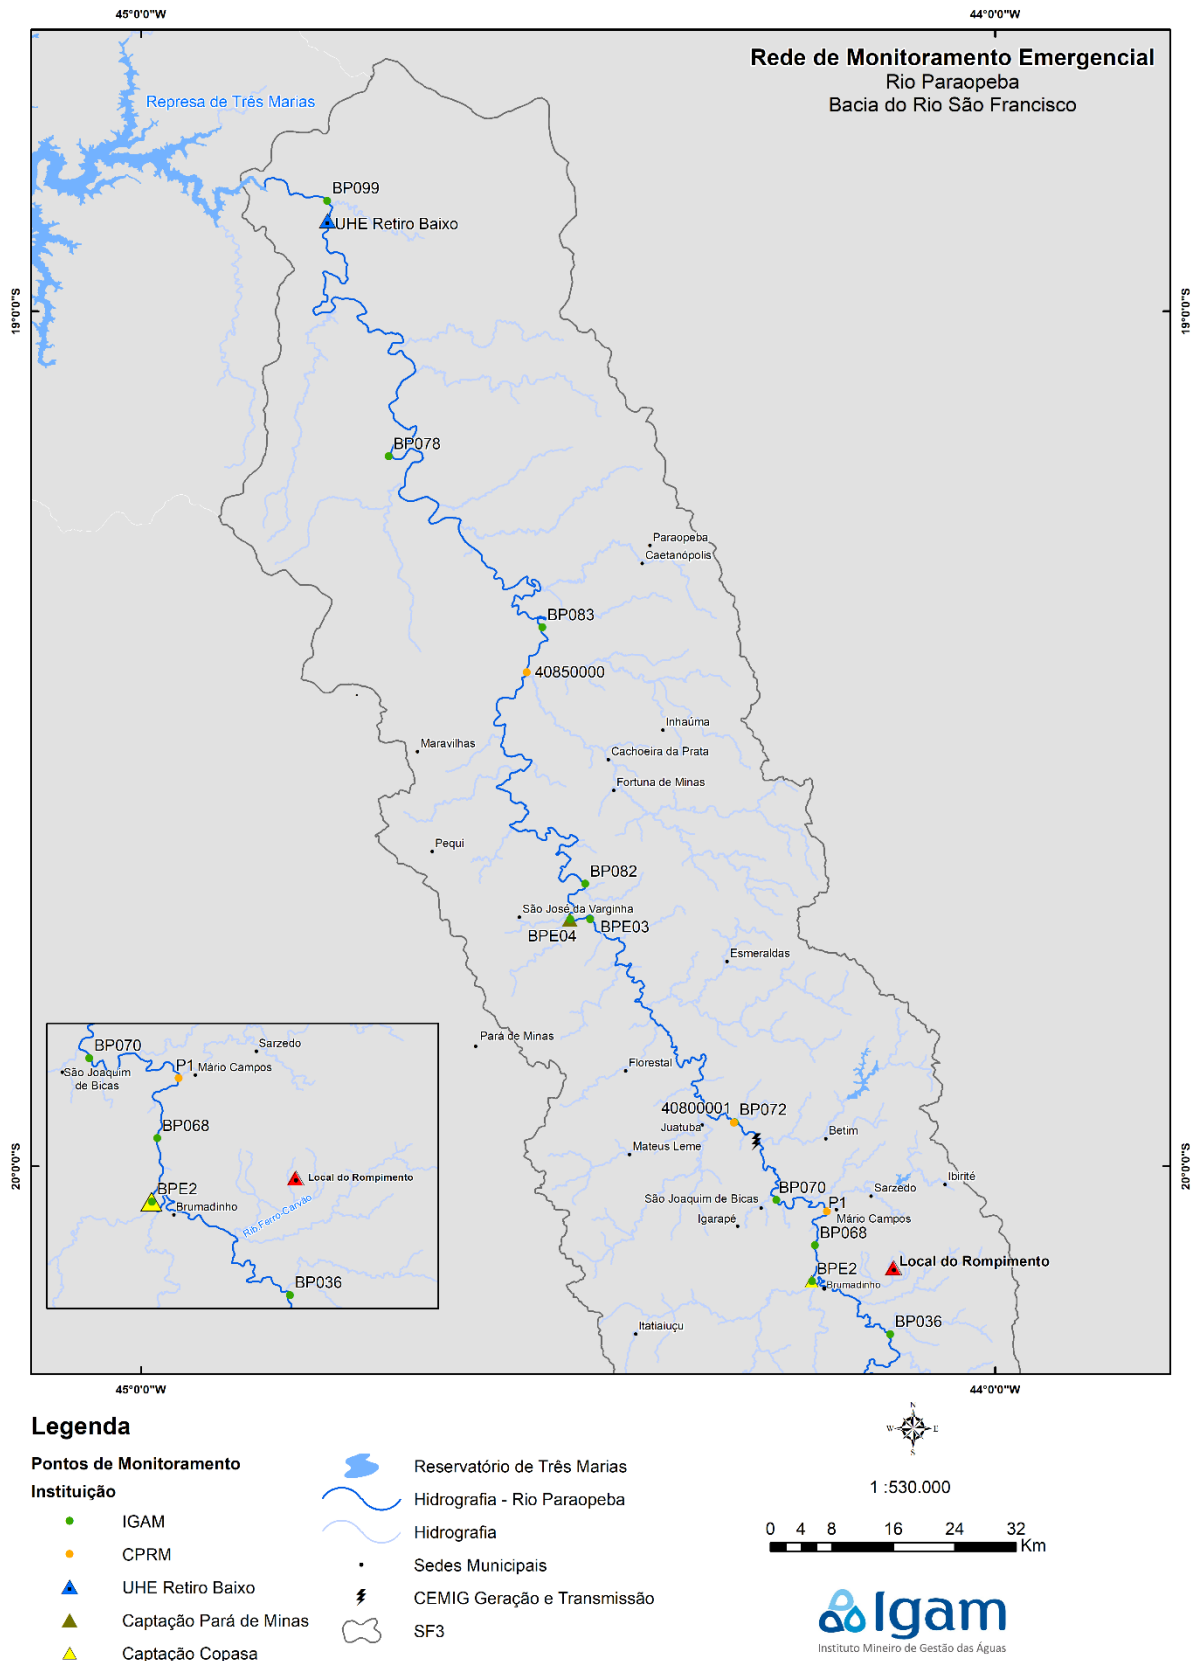 45°0'0"W
44°0'0"W
Rede de Monitoramento Emergencial
Rio Paraopeba
Bacia do Rio São Francisco
Represa de Três Marias
BP099
UHE Retiro Baixo
19°0'0"S
19°0'0"S
BP078
Paraopeba
Caetanópolis
BP083
40850000
Inhaúma
Maravilhas
Cachoeira da Prata
Fortuna de Minas
Pequi
BP082
São José da Varginha
BPE03
BPE04
Esmeraldas
Pará de Minas
Florestal
40800001
BP072
Juatuba
Betim
Mateus Leme
20°0'0"S
20°0'0"S
Ibirité
BP070
São Joaquim de Bicas
Sarzedo
P1
Igarapé
Mário Campos
BP068
Local do Rompimento
BPE2
Brumadinho
BP036
Itatiaiuçu
BP070
Sarzedo
São Joaquim
de Bicas
P1
Mário Campos
BP068
Local do Rompimento
BPE2
Brumadinho
Rib.Ferro Carvão
BP036
45°0'0"W
44°0'0"W
Legenda
Pontos de Monitoramento
Instituição
IGAM
CPRM
UHE Retiro Baixo
Captação Pará de Minas
Captação Copasa
Reservatório de Três Marias
Hidrografia - Rio Paraopeba
Hidrografia
Sedes Municipais
CEMIG Geração e Transmissão
SF3
N
W
E
S
1 :530.000
0 4 8 16 24 32
Km
Igam
Instituto Mineiro de Gestão das Águas